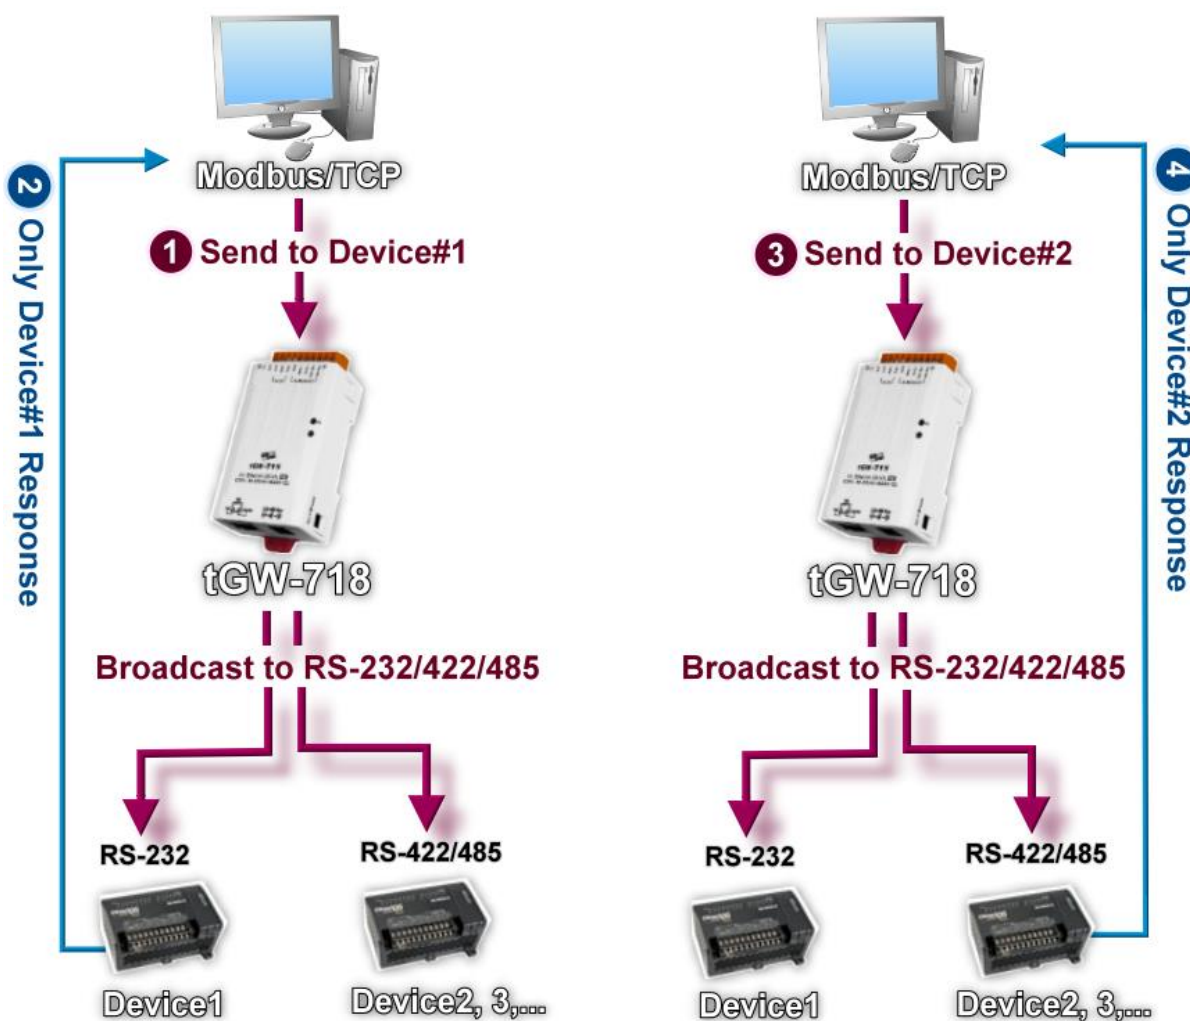 Modbus/TCP
1 Send to Device#1
2 Only Device#1 Response
tGW-718
Broadcast to RS-232/422/485
RS-232
RS-422/485
Device1
Device2, 3,...
Modbus/TCP
3 Send to Device#2
4 Only Device#2 Response
tGW-718
Broadcast to RS-232/422/485
RS-232
RS-422/485
Device1
Device2, 3,...